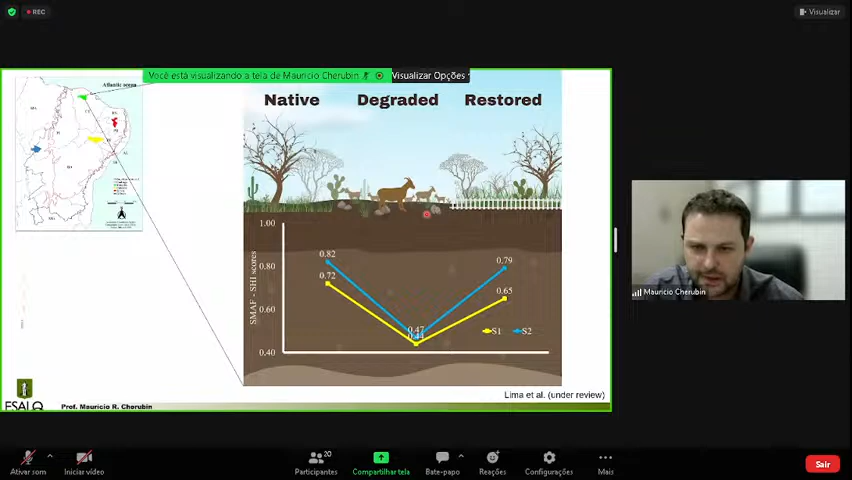 REC
Visualizar
Você está visualizando a tela de Mauricio Cherubin
Visualizar Opções
Atlantic ocean
Native Degraded Restored
1.00
0.80
0.60
0.40
SMAF - SHI scores
0.82
0.72
0.47
0.44
0.79
0.65
S1 S2
Lima et al. (under review)
ESALQ
Prof. Mauricio R. Cherubin
Mauricio Cherubin
Ativar som
Iniciar vídeo
20
Participantes
Compartilhar tela
Bate-papo
Reações
Configurações
Mais
Sair